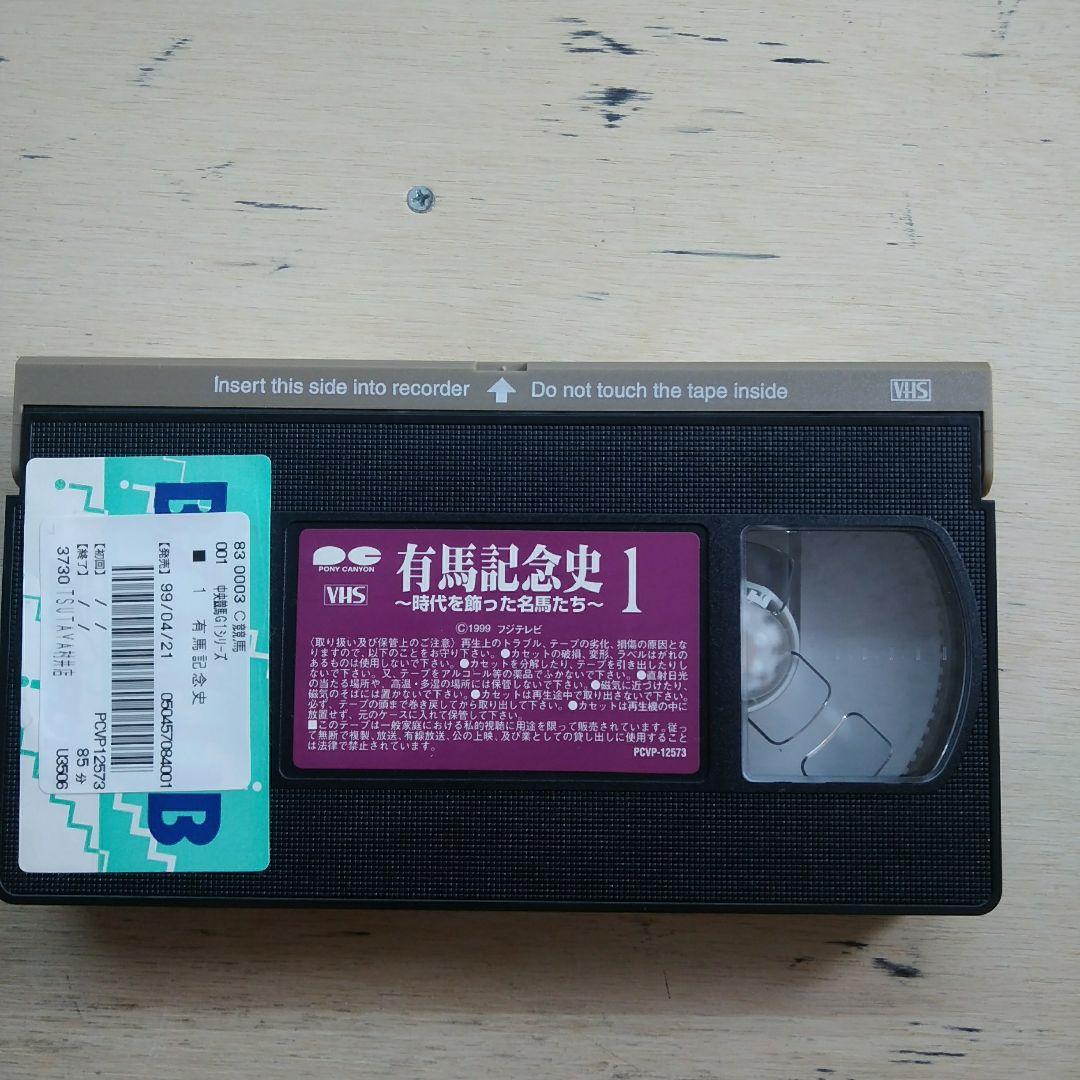 Insert this side into recorder
Do not touch the tape inside
VHS
PONY CANYON
VHS
有馬記念史 1
〜時代を飾った名馬たち〜
Ⓒ1999 フジテレビ
〈取り扱い及び保管上のご注意〉再生上のトラブル、テープの劣化、損傷の原因とな
りますので、以下のことをお守り下さい。●カセットの破損、変形、ラベルはがれの
あるものは使用しないで下さい。●カセットを分解したり、テープを引き出したりし
ないで下さい。又、テープをアルコール等の薬品でふかないで下さい。●直射日光
の当たる場所や、高温・多湿の場所には保管しないで下さい。●磁気に近づけたり、
磁気のそばには置かないで下さい。●カセットは再生途中で取り出さないで下さい。
必ず、テープの頭まで巻き戻してから取り出して下さい。●カセットは再生機の中に
放置せず、元のケースに入れて保管して下さい。
■このテープは一般家庭における私的視聴に用途を限って販売されています。従っ
て無断で複製、放送、有線放送、公の上映、及び業としての貸し出しに使用すること
は法律で禁止されています。
PCVP-12573
83 0003 C競馬
001 中央競馬G1シリーズ
■ 1 有馬記念史
【発売】99/04/21 050457084001
【初回】 / / PCVP12573
【終了】 / / 85分
3730 TSUTAYA村井店 U3506
B